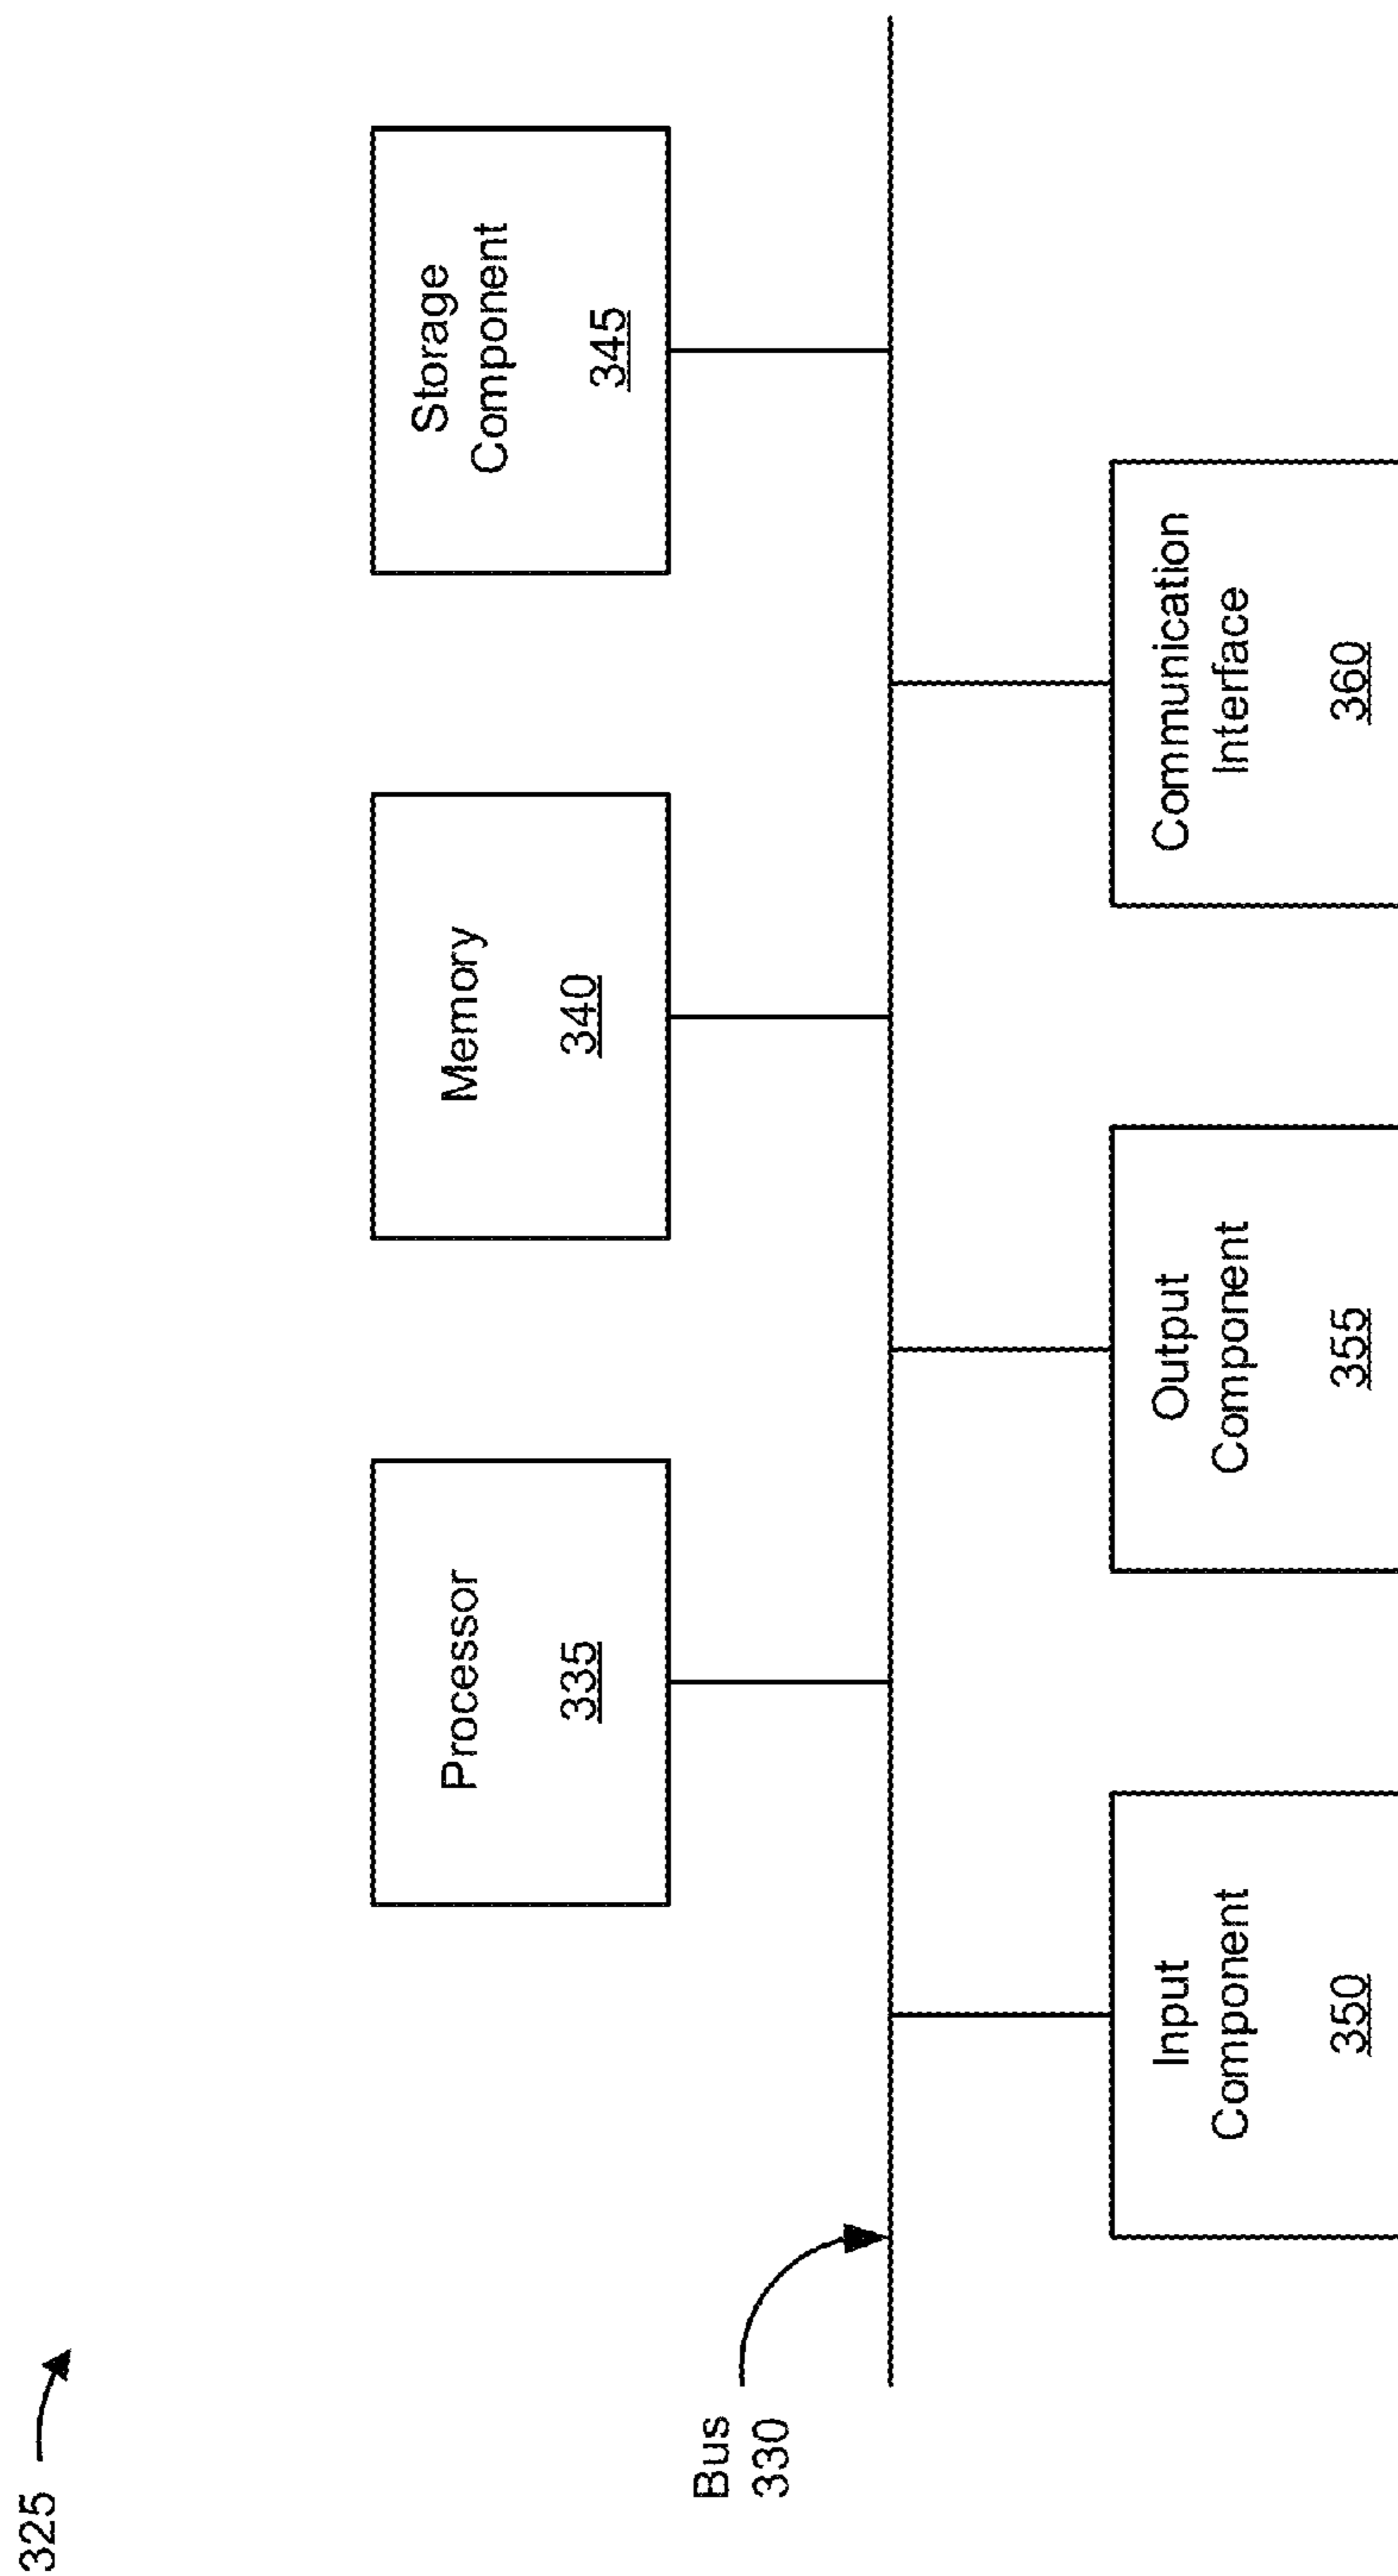 325
Processor
335
Memory
340
Storage
Component
345
Bus
330
Input
Component
350
Output
Component
355
Communication
Interface
360